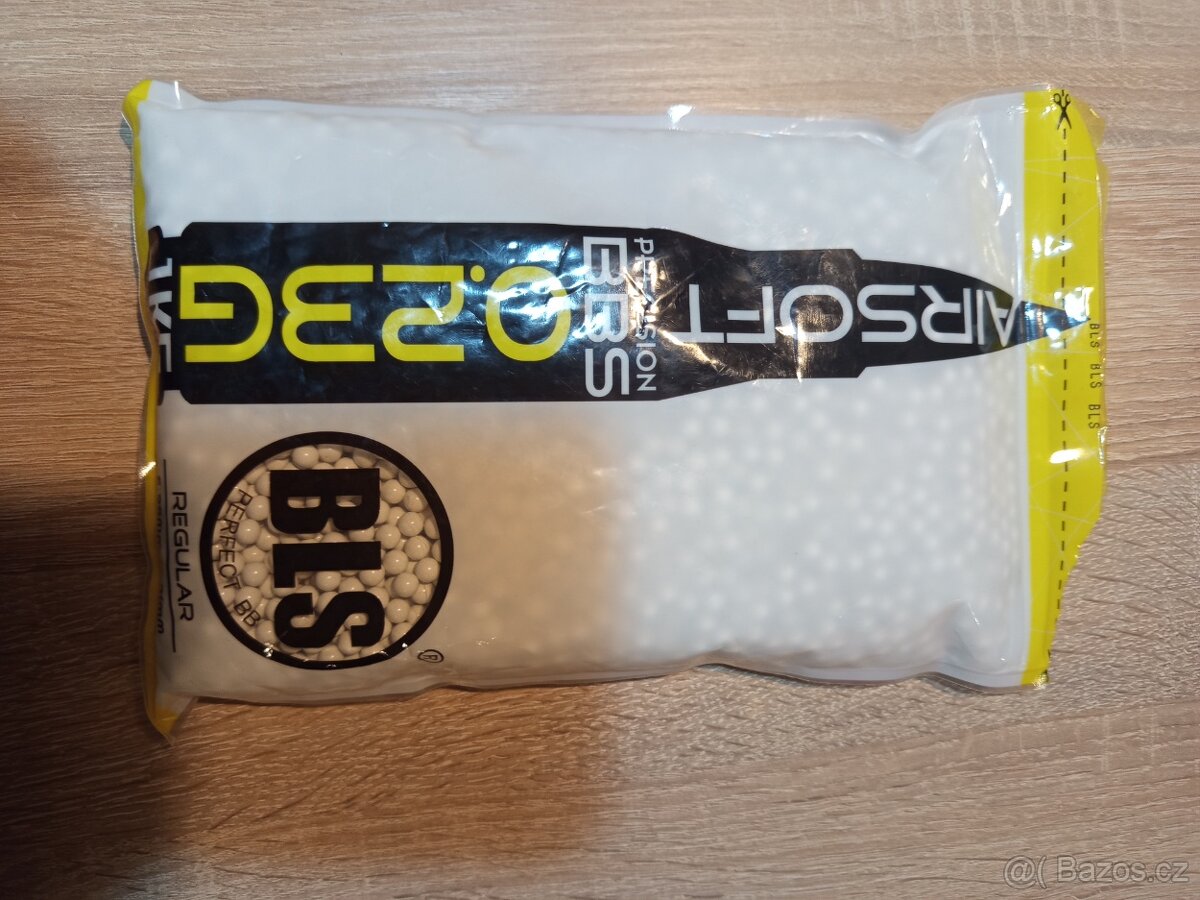 BLS BLS BLS
AIRSOFT
PRECISION
BBS
0.23G
1KG
BLS
PERFECT BB
REGULAR
@( Bazos.cz